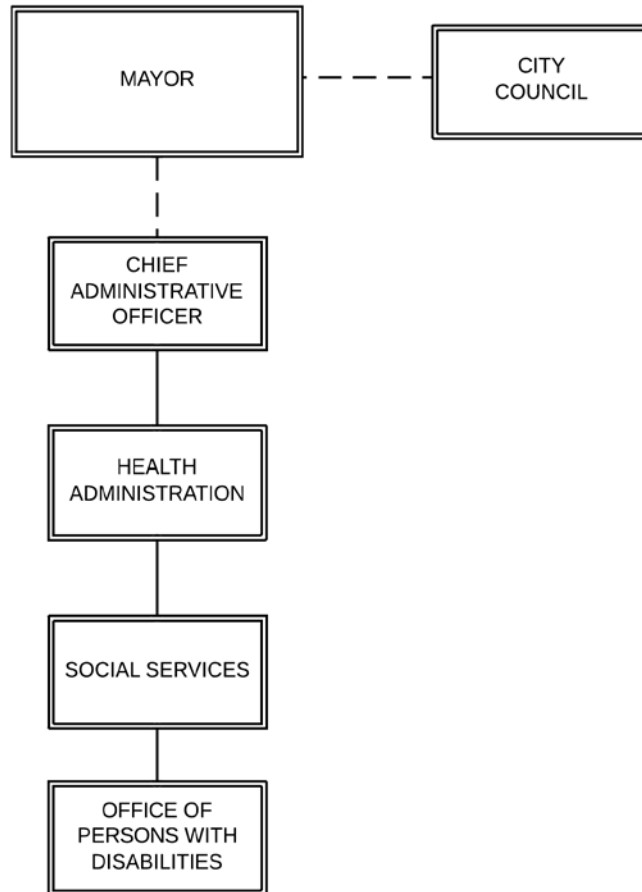 MAYOR
CITY
COUNCIL
CHIEF
ADMINISTRATIVE
OFFICER
HEALTH
ADMINISTRATION
SOCIAL SERVICES
OFFICE OF
PERSONS WITH
DISABILITIES